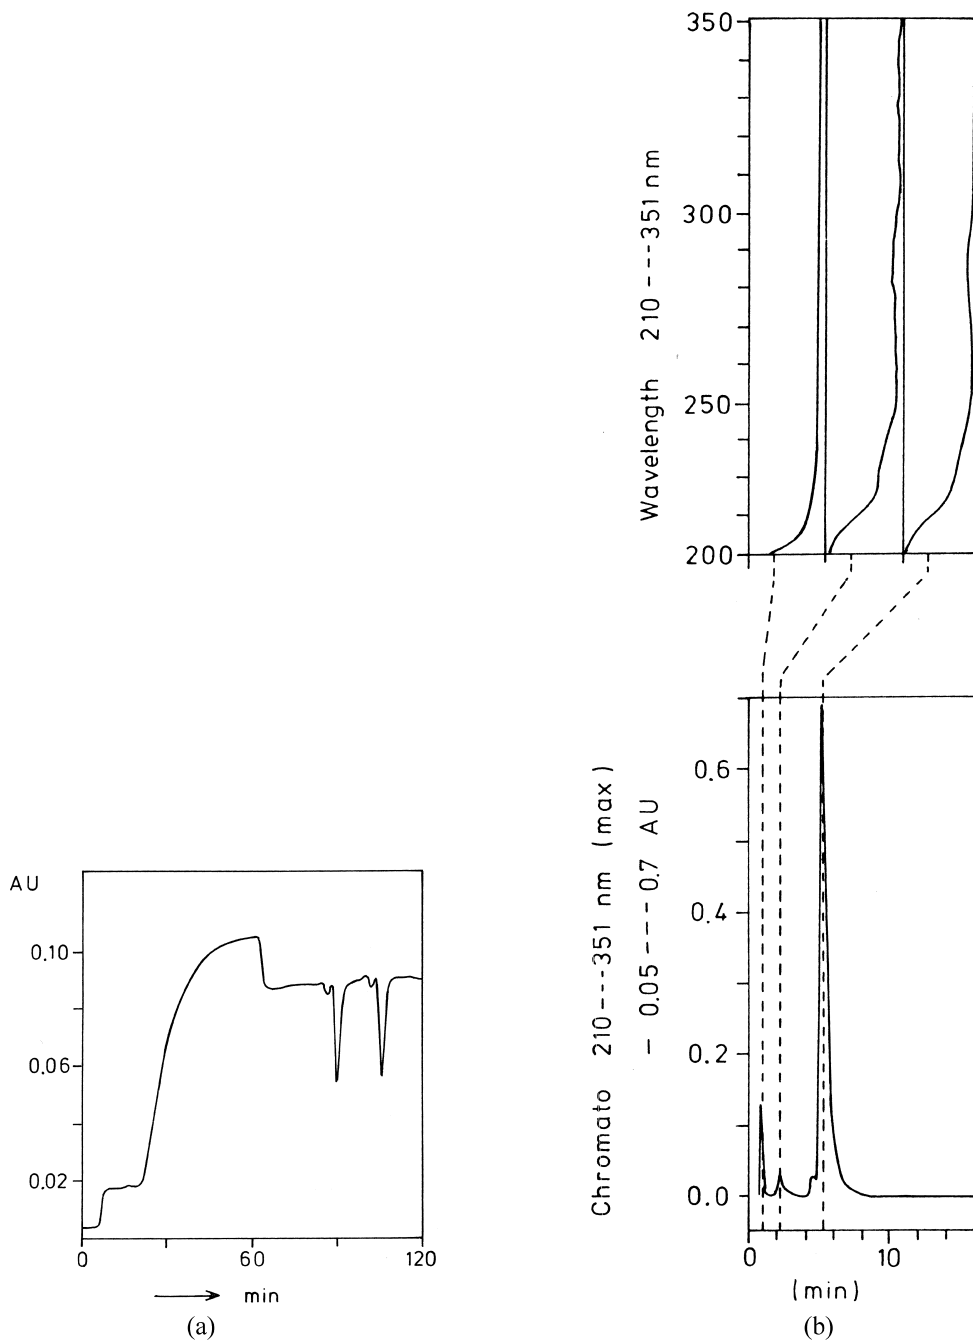 350
300
250
200
Wavelength 210 ---351 nm
AU
0.10
0.06
0.02
0 60 120
min
(a)
Chromato 210---351 nm (max)
– 0.05 ---- 0.7 AU
0.6
0.4
0.2
0.0
0 10
(min)
(b)